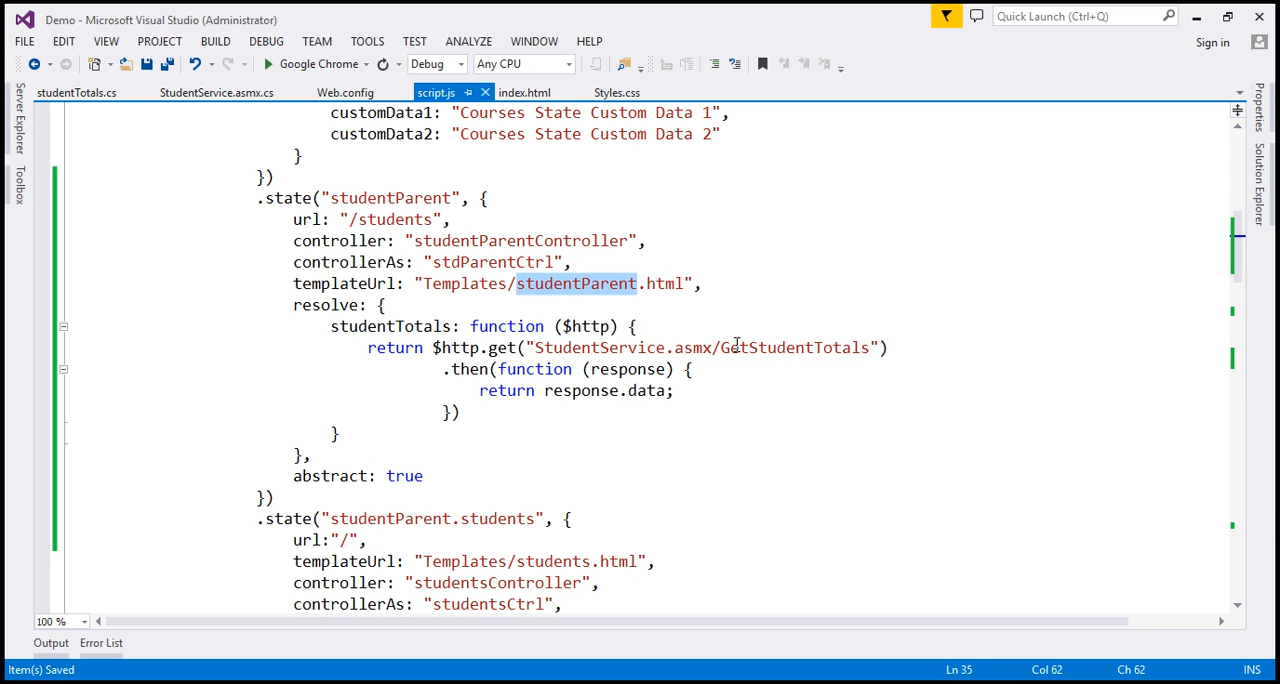 Demo - Microsoft Visual Studio (Administrator)
Quick Launch (Ctrl+Q)
FILE EDIT VIEW PROJECT BUILD DEBUG TEAM TOOLS TEST ANALYZE WINDOW HELP
Sign in
Google Chrome Debug Any CPU
studentTotals.cs StudentService.asmx.cs Web.config script.js index.html Styles.css
Server Explorer
Toolbox
Properties
Solution Explorer
customData1: "Courses State Custom Data 1",
customData2: "Courses State Custom Data 2"
}
})
.state("studentParent", {
url: "/students",
controller: "studentParentController",
controllerAs: "stdParentCtrl",
templateUrl: "Templates/studentParent.html",
resolve: {
studentTotals: function ($http) {
return $http.get("StudentService.asmx/GetStudentTotals")
.then(function (response) {
return response.data;
})
}
},
abstract: true
})
.state("studentParent.students", {
url:"/",
templateUrl: "Templates/students.html",
controller: "studentsController",
controllerAs: "studentsCtrl",
100 %
Output Error List
Item(s) Saved Ln 35 Col 62 Ch 62 INS